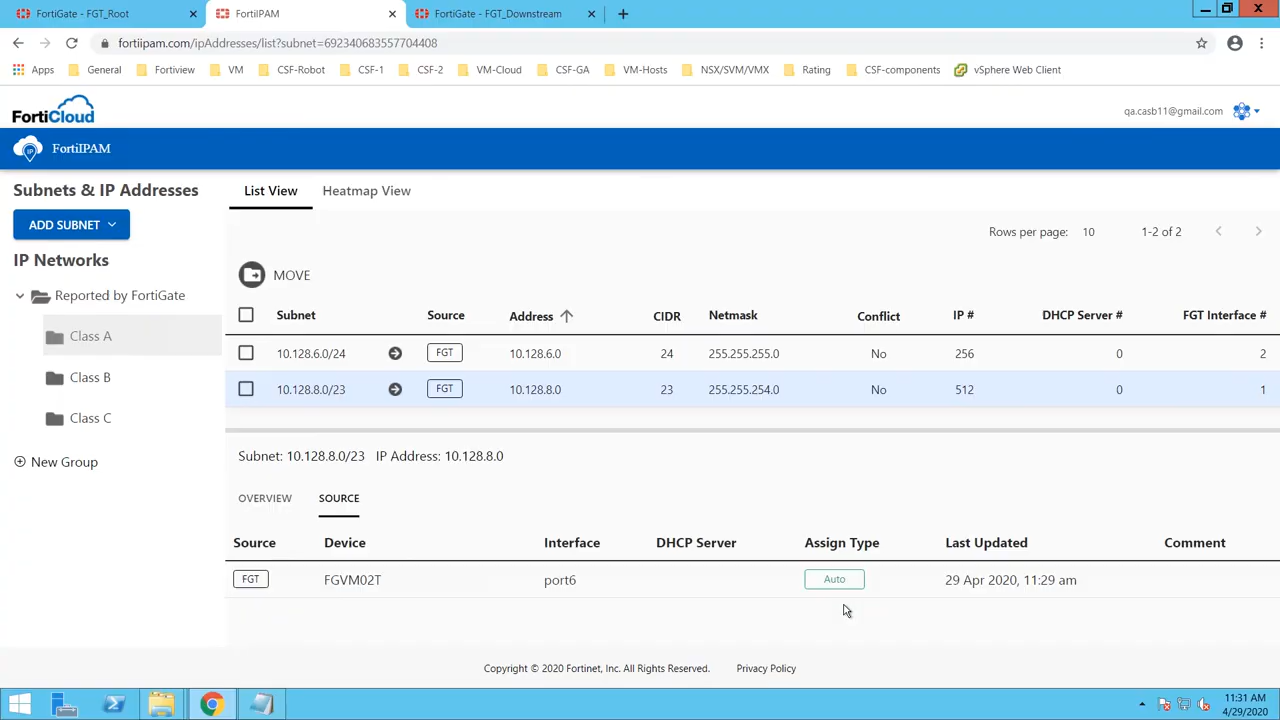 FortiGate - FGT_Root
FortiIPAM
FortiGate - FGT_Downstream
fortiipam.com/ipAddresses/list?subnet=692340683557704408
Apps General Fortiview VM CSF-Robot CSF-1 CSF-2 VM-Cloud CSF-GA VM-Hosts NSX/SVM/VMX Rating CSF-components vSphere Web Client
FortiCloud
qa.casb11@gmail.com
IP FortiIPAM
Subnets & IP Addresses
ADD SUBNET
IP Networks
Reported by FortiGate
Class A
Class B
Class C
New Group
List View Heatmap View
Rows per page: 10 1-2 of 2
MOVE
Subnet Source Address CIDR Netmask Conflict IP # DHCP Server # FGT Interface #
10.128.6.0/24 FGT 10.128.6.0 24 255.255.255.0 No 256 0 2
10.128.8.0/23 FGT 10.128.8.0 23 255.255.254.0 No 512 0 1
Subnet: 10.128.8.0/23 IP Address: 10.128.8.0
OVERVIEW SOURCE
Source Device Interface DHCP Server Assign Type Last Updated Comment
FGT FGVM02T port6 Auto 29 Apr 2020, 11:29 am
Copyright © 2020 Fortinet, Inc. All Rights Reserved. Privacy Policy
11:31 AM
4/29/2020